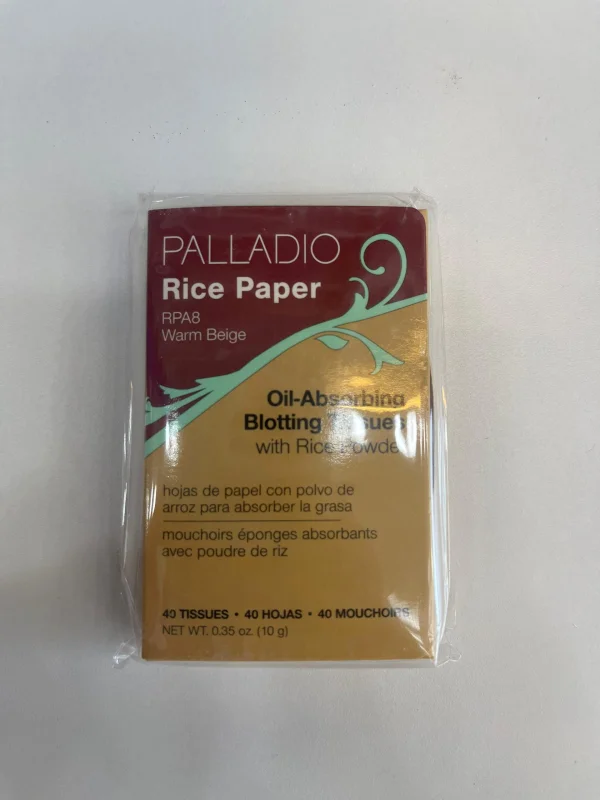 PALLADIO
Rice Paper
RPA8
Warm Beige
Oil-Absorbing
Blotting Tissues
with Rice Powder
hojas de papel con polvo de
arroz para absorber la grasa
mouchoirs éponges absorbants
avec poudre de riz
40 TISSUES • 40 HOJAS • 40 MOUCHOIRS
NET WT. 0.35 oz. (10 g)